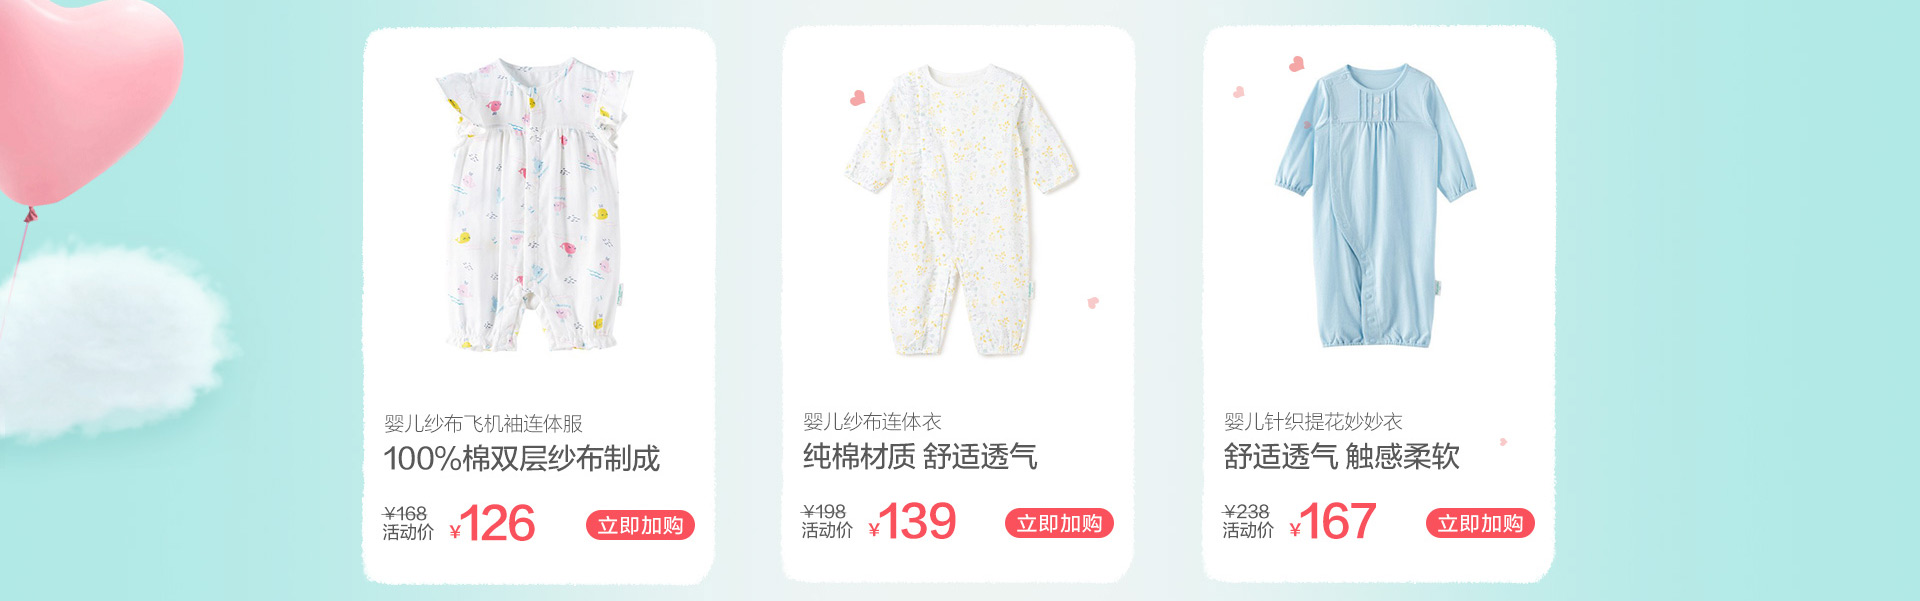 婴儿纱布飞机袖连体服
100%棉双层纱布制成
¥168
活动价
¥126
立即加购
婴儿纱布连体衣
纯棉材质 舒适透气
¥198
活动价
¥139
立即加购
婴儿针织提花妙妙衣
舒适透气 触感柔软
¥238
活动价
¥167
立即加购